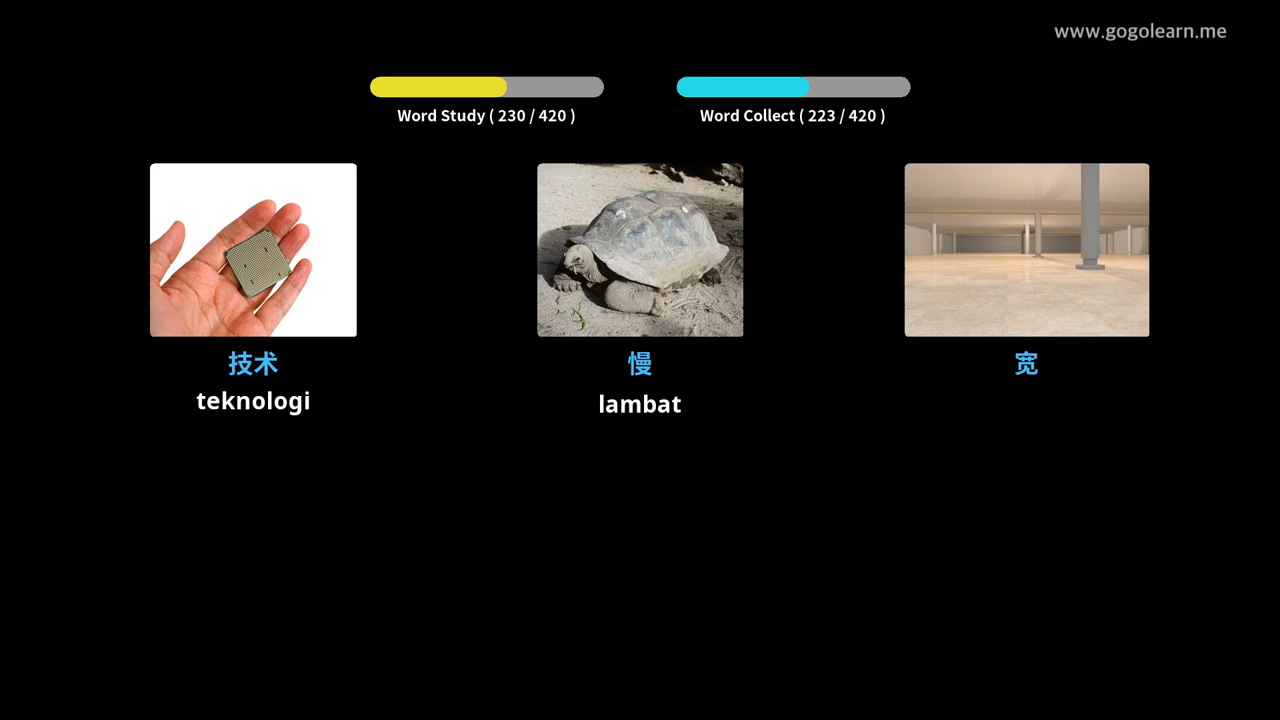 www.gogolearn.me
Word Study ( 230 / 420 )
Word Collect ( 223 / 420 )
技术
慢
宽
teknologi
lambat